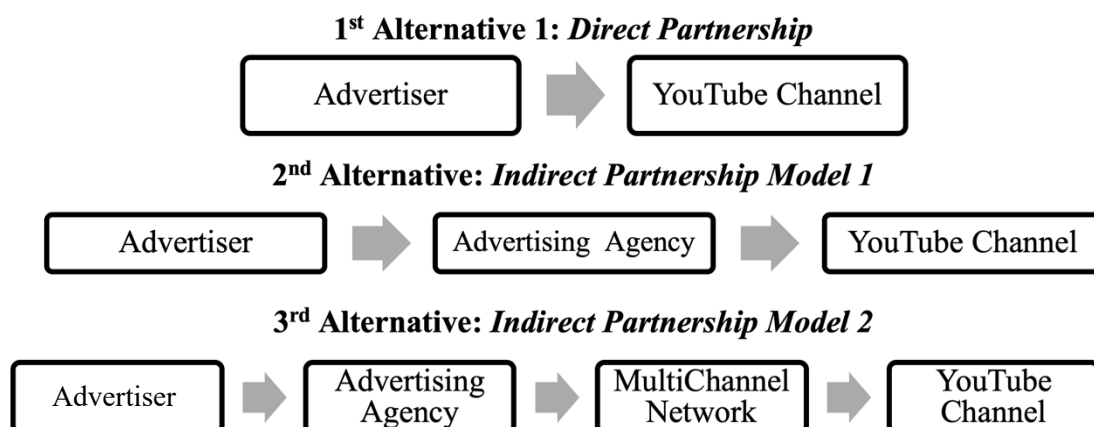 1st Alternative 1: Direct Partnership
Advertiser YouTube Channel
2nd Alternative: Indirect Partnership Model 1
Advertiser Advertising Agency YouTube Channel
3rd Alternative: Indirect Partnership Model 2
Advertiser
Advertising
Agency
MultiChannel
Network
YouTube
Channel